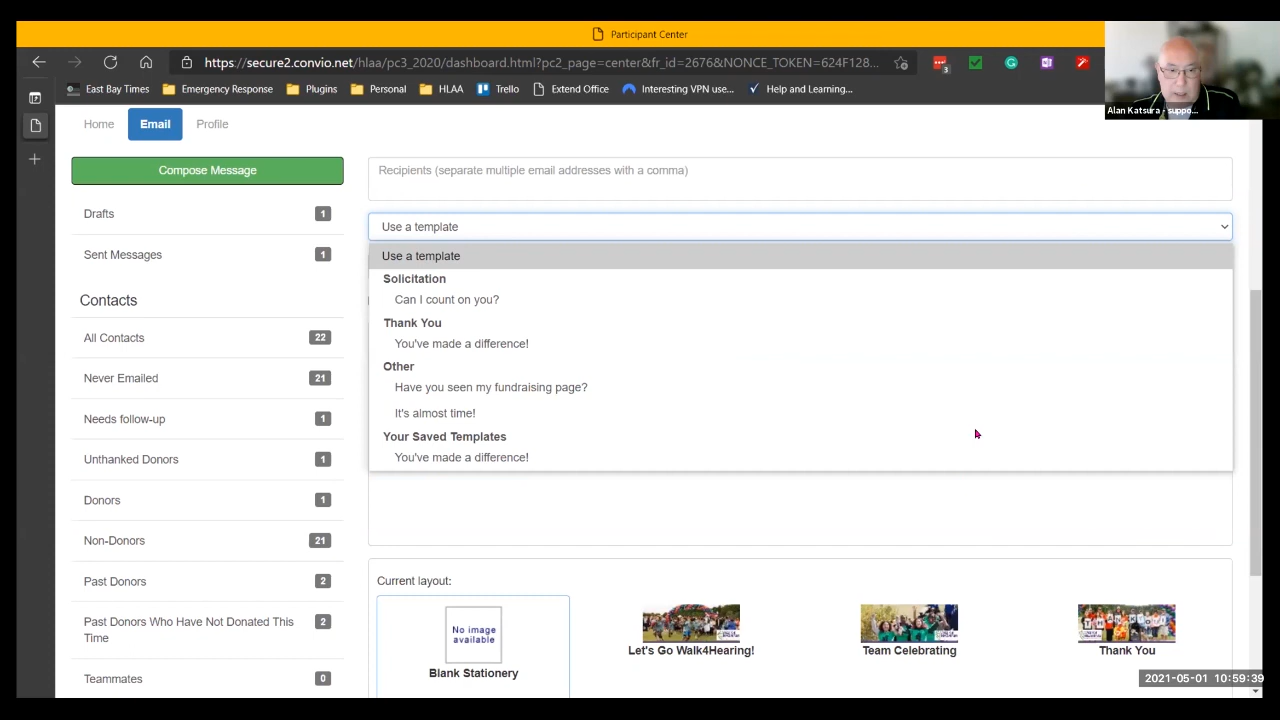 Participant Center
https://secure2.convio.net/hlaa/pc3_2020/dashboard.html?pc2_page=center&fr_id=2676&NONCE_TOKEN=624F128...
3
East Bay Times
Emergency Response
Plugins
Personal
HLAA
Trello
Extend Office
Interesting VPN use...
Help and Learning...
Alan Katsura - suppo...
Home
Email
Profile
Compose Message
Drafts
1
Sent Messages
1
Contacts
All Contacts
22
Never Emailed
21
Needs follow-up
1
Unthanked Donors
1
Donors
1
Non-Donors
21
Past Donors
2
Past Donors Who Have Not Donated This
Time
2
Teammates
0
Recipients (separate multiple email addresses with a comma)
Use a template
Use a template
Solicitation
Can I count on you?
Thank You
You've made a difference!
Other
Have you seen my fundraising page?
It's almost time!
Your Saved Templates
You've made a difference!
Current layout:
No image
available
Blank Stationery
Let's Go Walk4Hearing!
Team Celebrating
Thank You
2021-05-01 10:59:39